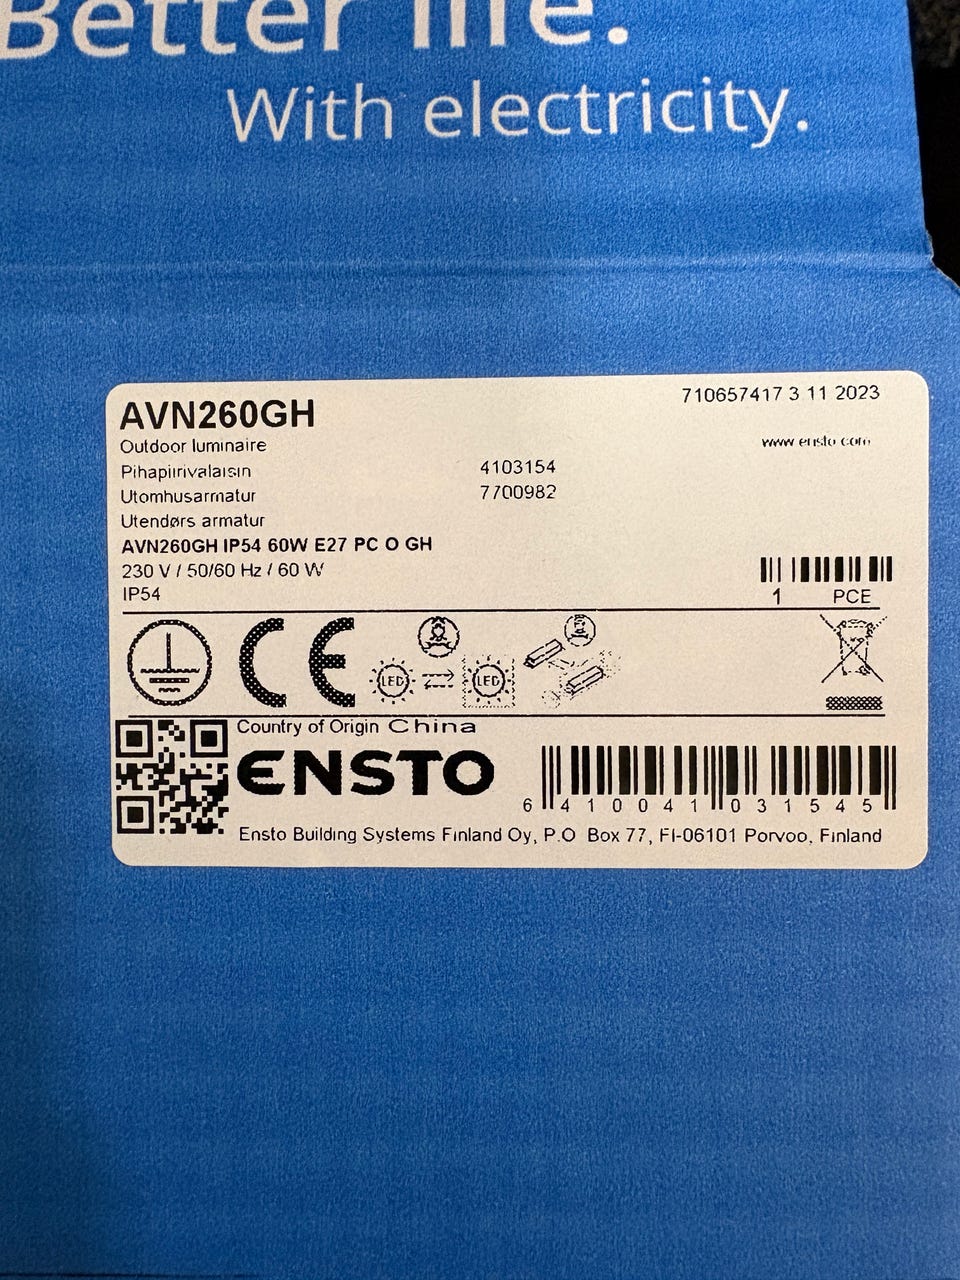 Better life.
With electricity.
AVN260GH
710657417 3 11 2023
Outdoor luminaire
www ensto com
Pihapiirivalaisin 4103154
Utomhusarmatur 7700982
Utendørs armatur
AVN260GH IP54 60W E27 PC O GH
230 V / 50/60 Hz / 60 W
IP54
1 PCE
CE
LED LED
Country of Origin China
ENSTO
6 410041 031545
Ensto Building Systems Finland Oy, P.O Box 77, FI-06101 Porvoo, Finland